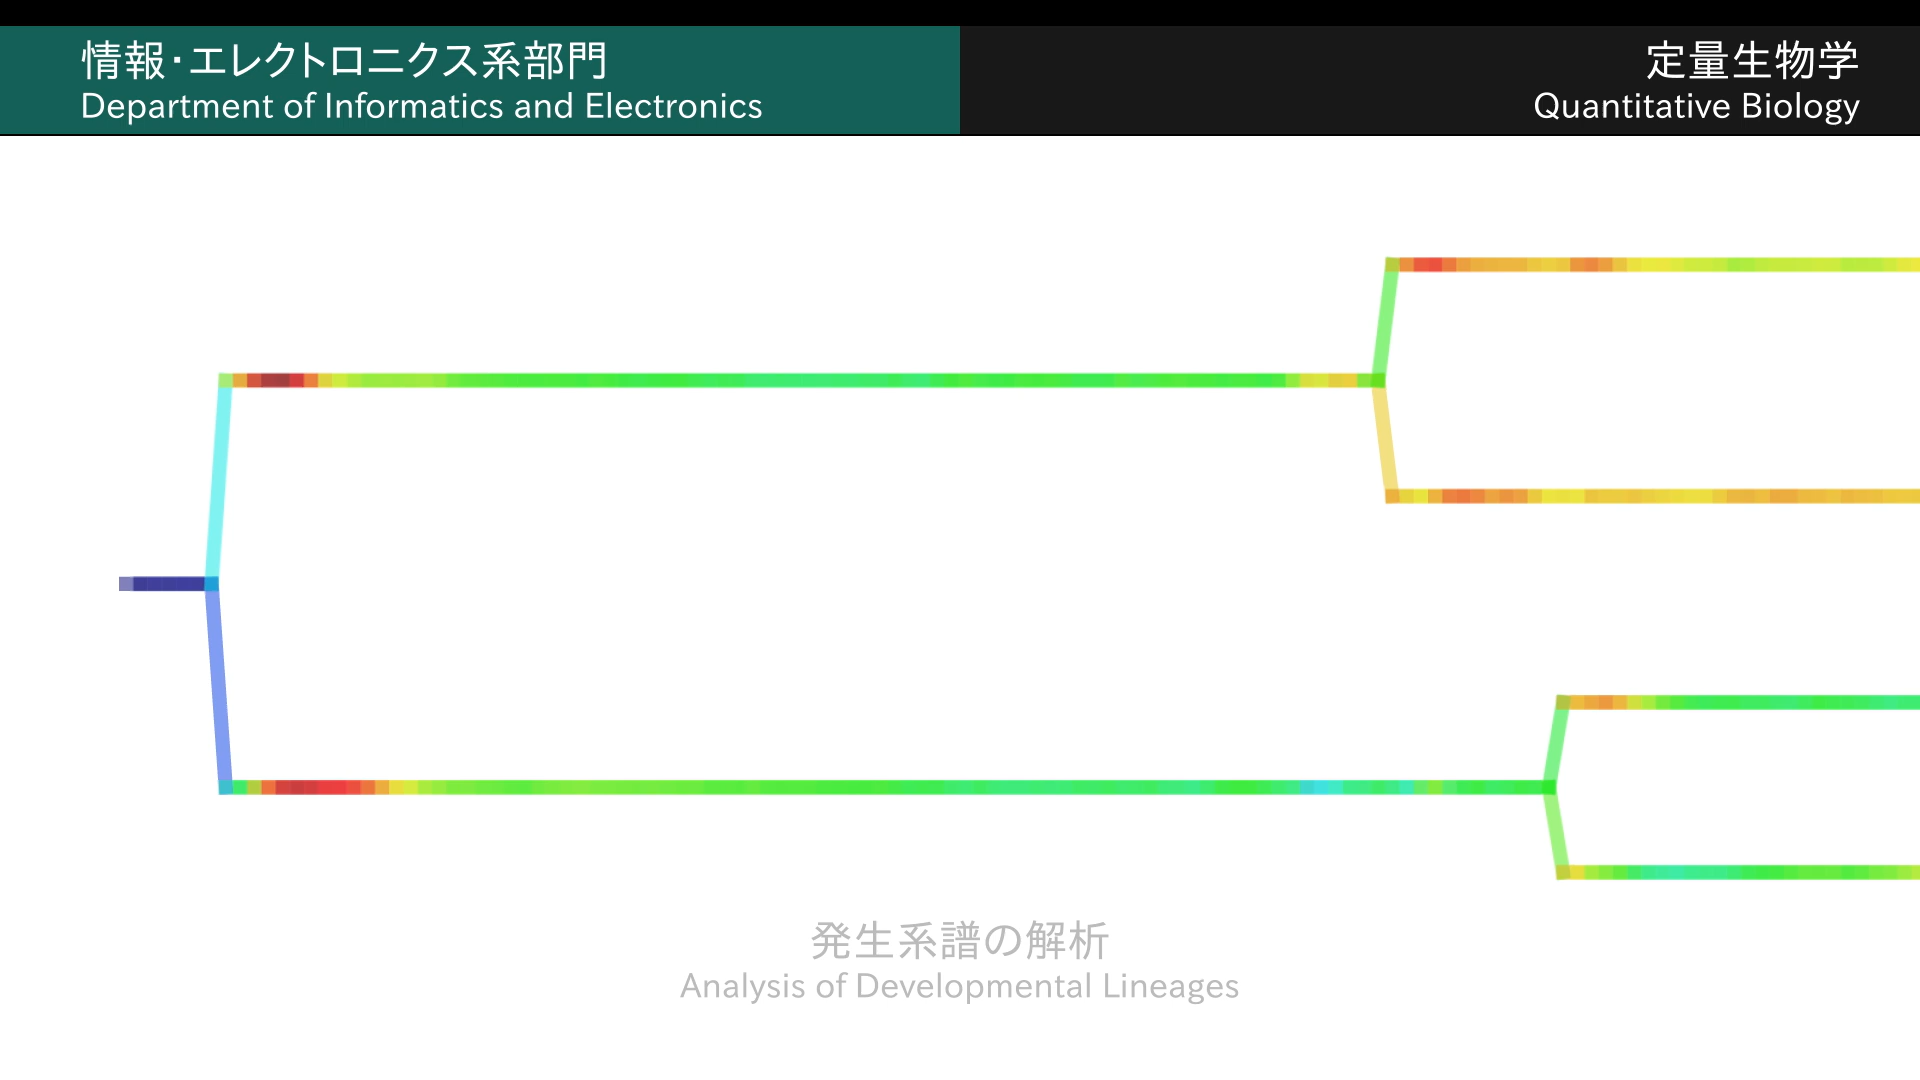 情報・エレクトロニクス系部門
Department of Informatics and Electronics
定量生物学
Quantitative Biology
発生系譜の解析
Analysis of Developmental Lineages